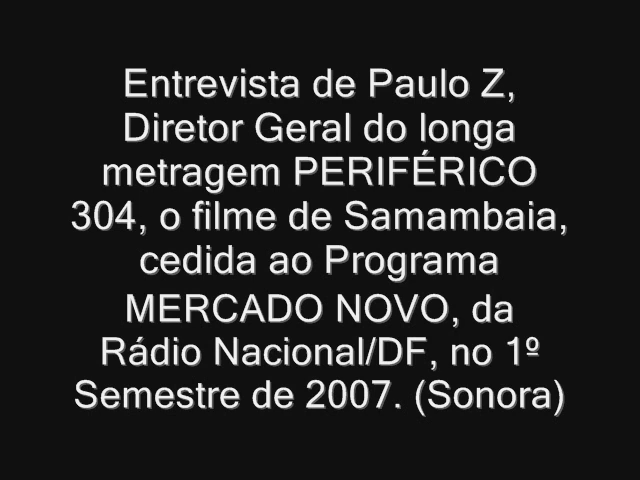 Entrevista de Paulo Z,
Diretor Geral do longa
metragem PERIFÉRICO
304, o filme de Samambaia,
cedida ao Programa
MERCADO NOVO, da
Rádio Nacional/DF, no 1º
Semestre de 2007. (Sonora)